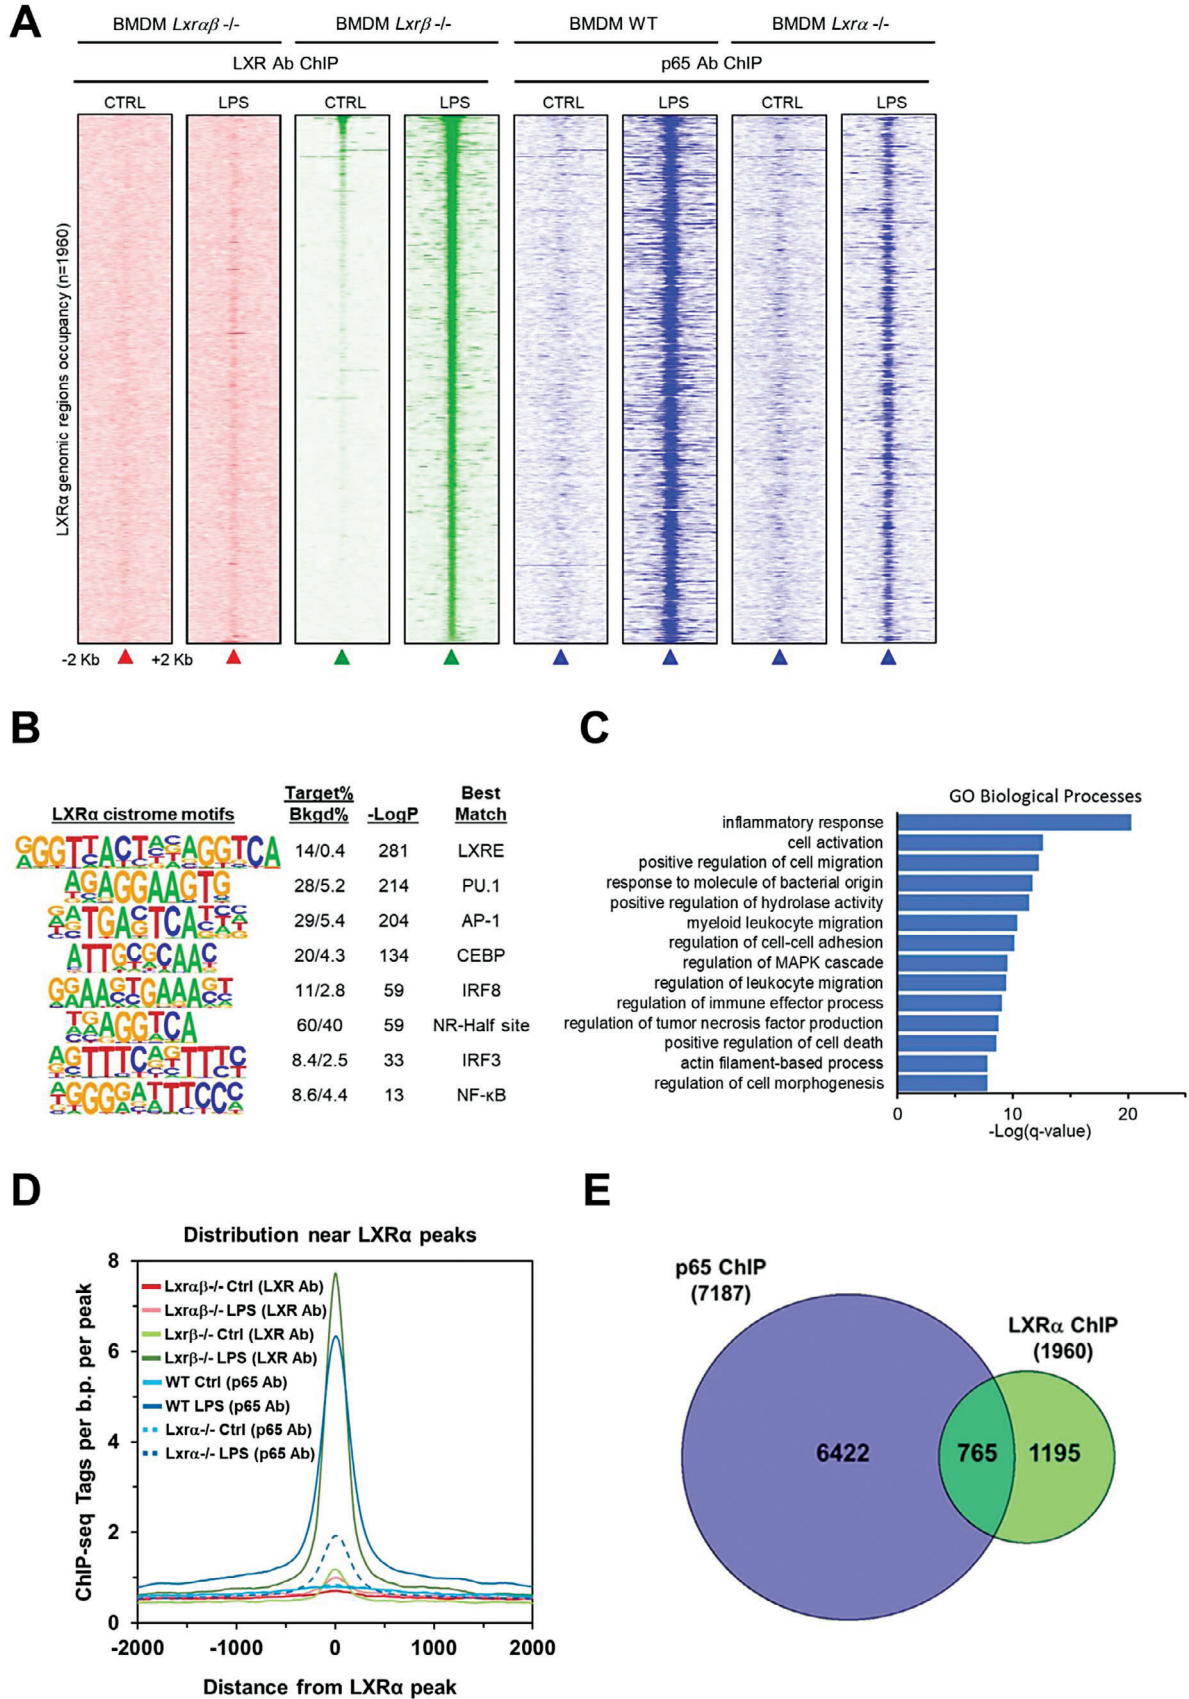 A
BMDM Lxrαβ -/-
BMDM Lxrβ -/-
BMDM WT
BMDM Lxrα -/-
LXR Ab ChIP
p65 Ab ChIP
CTRL
LPS
CTRL
LPS
CTRL
LPS
CTRL
LPS
LXRα genomic regions occupancy (n=1960)
-2 Kb
+2 Kb
B
LXRα cistrome motifs
Target%
Bkgd%
-LogP
Best
Match
GGGTTACTAGAGGTCA 14/0.4 281 LXRE
AGAGGAAGTG 28/5.2 214 PU.1
GATGAGTCATCC 29/5.4 204 AP-1
ATTGCGCAAC 20/4.3 134 CEBP
GGAAGTGAAAGT 11/2.8 59 IRF8
TGAGGTCA 60/40 59 NR-Half site
AGTTTCAGTTTC 8.4/2.5 33 IRF3
TGGGGATTTCCC 8.6/4.4 13 NF-κB
C
GO Biological Processes
inflammatory response
cell activation
positive regulation of cell migration
response to molecule of bacterial origin
positive regulation of hydrolase activity
myeloid leukocyte migration
regulation of cell-cell adhesion
regulation of MAPK cascade
regulation of leukocyte migration
regulation of immune effector process
regulation of tumor necrosis factor production
positive regulation of cell death
actin filament-based process
regulation of cell morphogenesis
0 10 20
-Log(q-value)
D
Distribution near LXRα peaks
ChIP-seq Tags per b.p. per peak
8
6
4
2
0
Lxrαβ-/- Ctrl (LXR Ab)
Lxrαβ-/- LPS (LXR Ab)
Lxrβ-/- Ctrl (LXR Ab)
Lxrβ-/- LPS (LXR Ab)
WT Ctrl (p65 Ab)
WT LPS (p65 Ab)
Lxrα-/- Ctrl (p65 Ab)
Lxrα-/- LPS (p65 Ab)
-2000 -1000 0 1000 2000
Distance from LXRα peak
E
p65 ChIP
(7187)
LXRα ChIP
(1960)
6422
765
1195